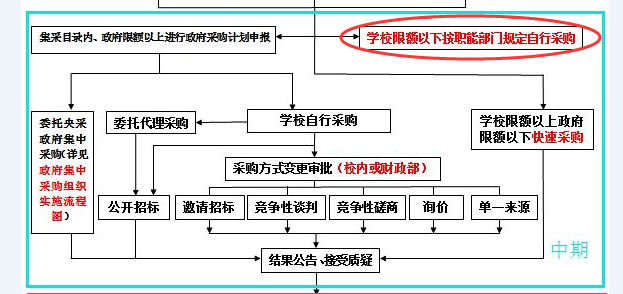 集采目录内、政府限额以上进行政府采购计划申报
学校限额以下按职能部门规定自行采购
委托央采
政府集中
采购(详见
政府集中
采购组织
实施流程
图）
委托代理采购
学校自行采购
学校限额以上政府
限额以下快速采购
采购方式变更审批（校内或财政部）
公开招标
邀请招标
竞争性谈判
竞争性磋商
询价
单一来源
结果公告、接受质疑
中期